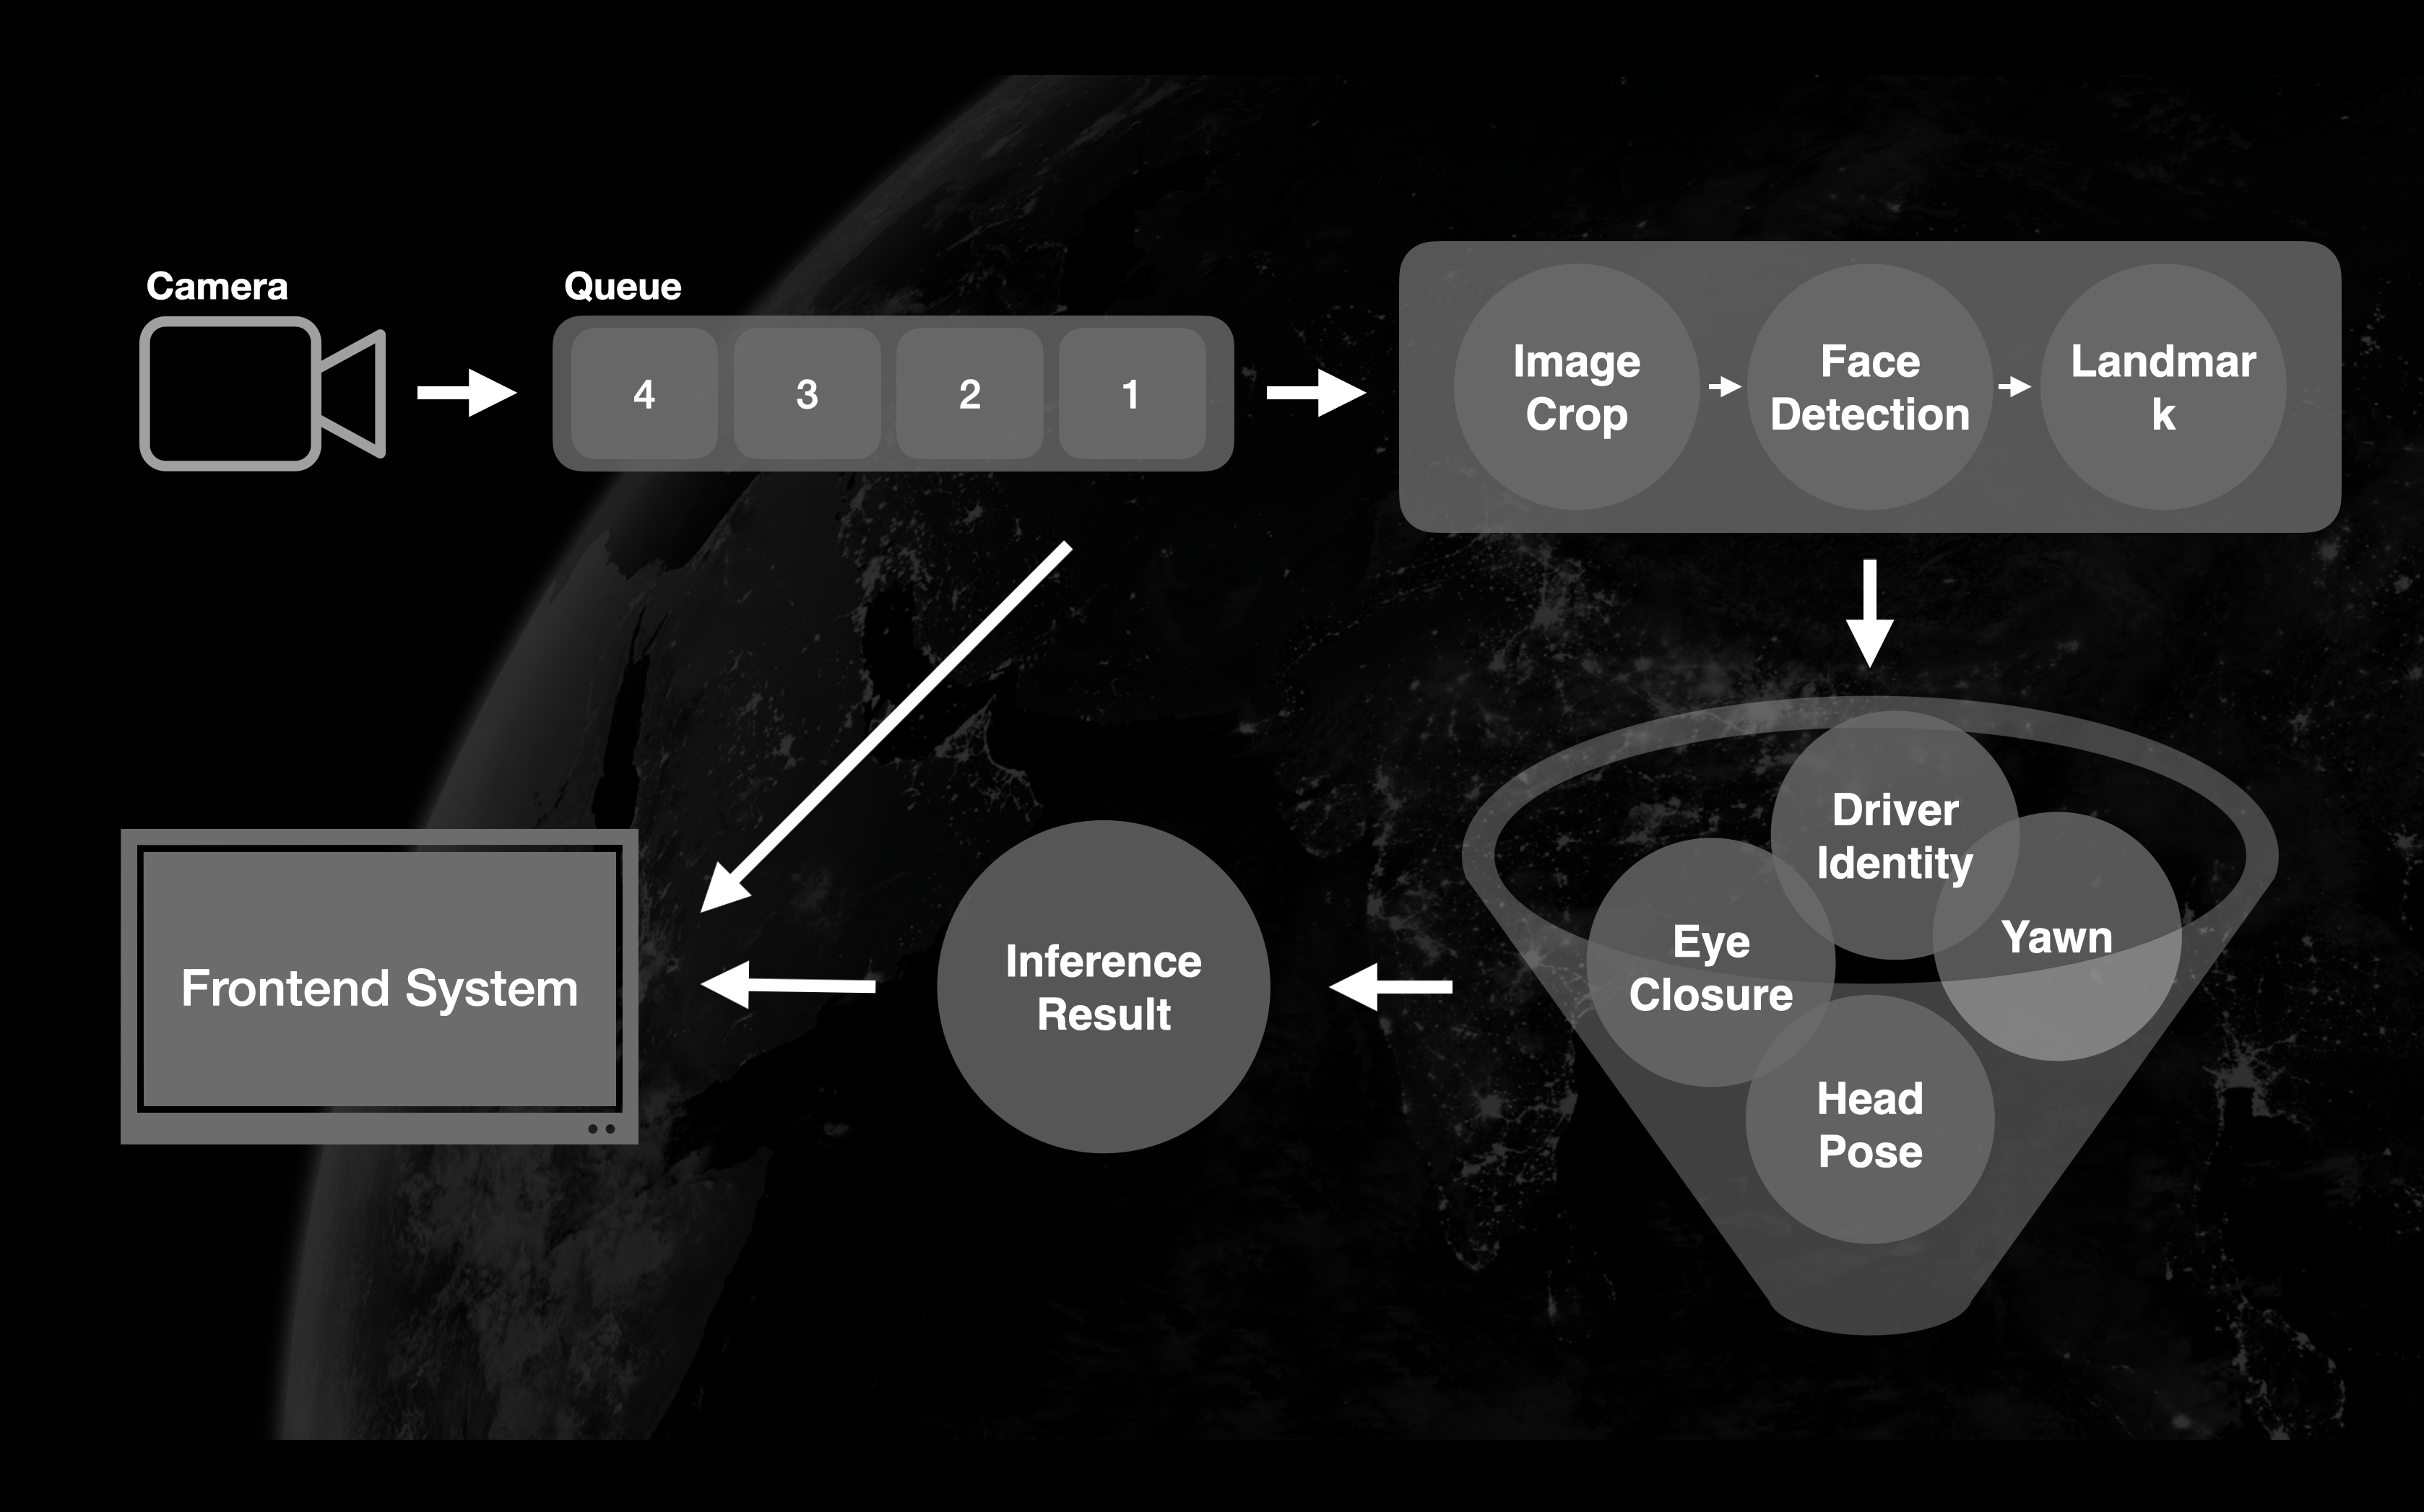 Camera
Queue
4
3
2
1
Image
Crop
Face
Detection
Landmar
k
Driver
Identity
Eye
Closure
Yawn
Head
Pose
Inference
Result
Frontend System